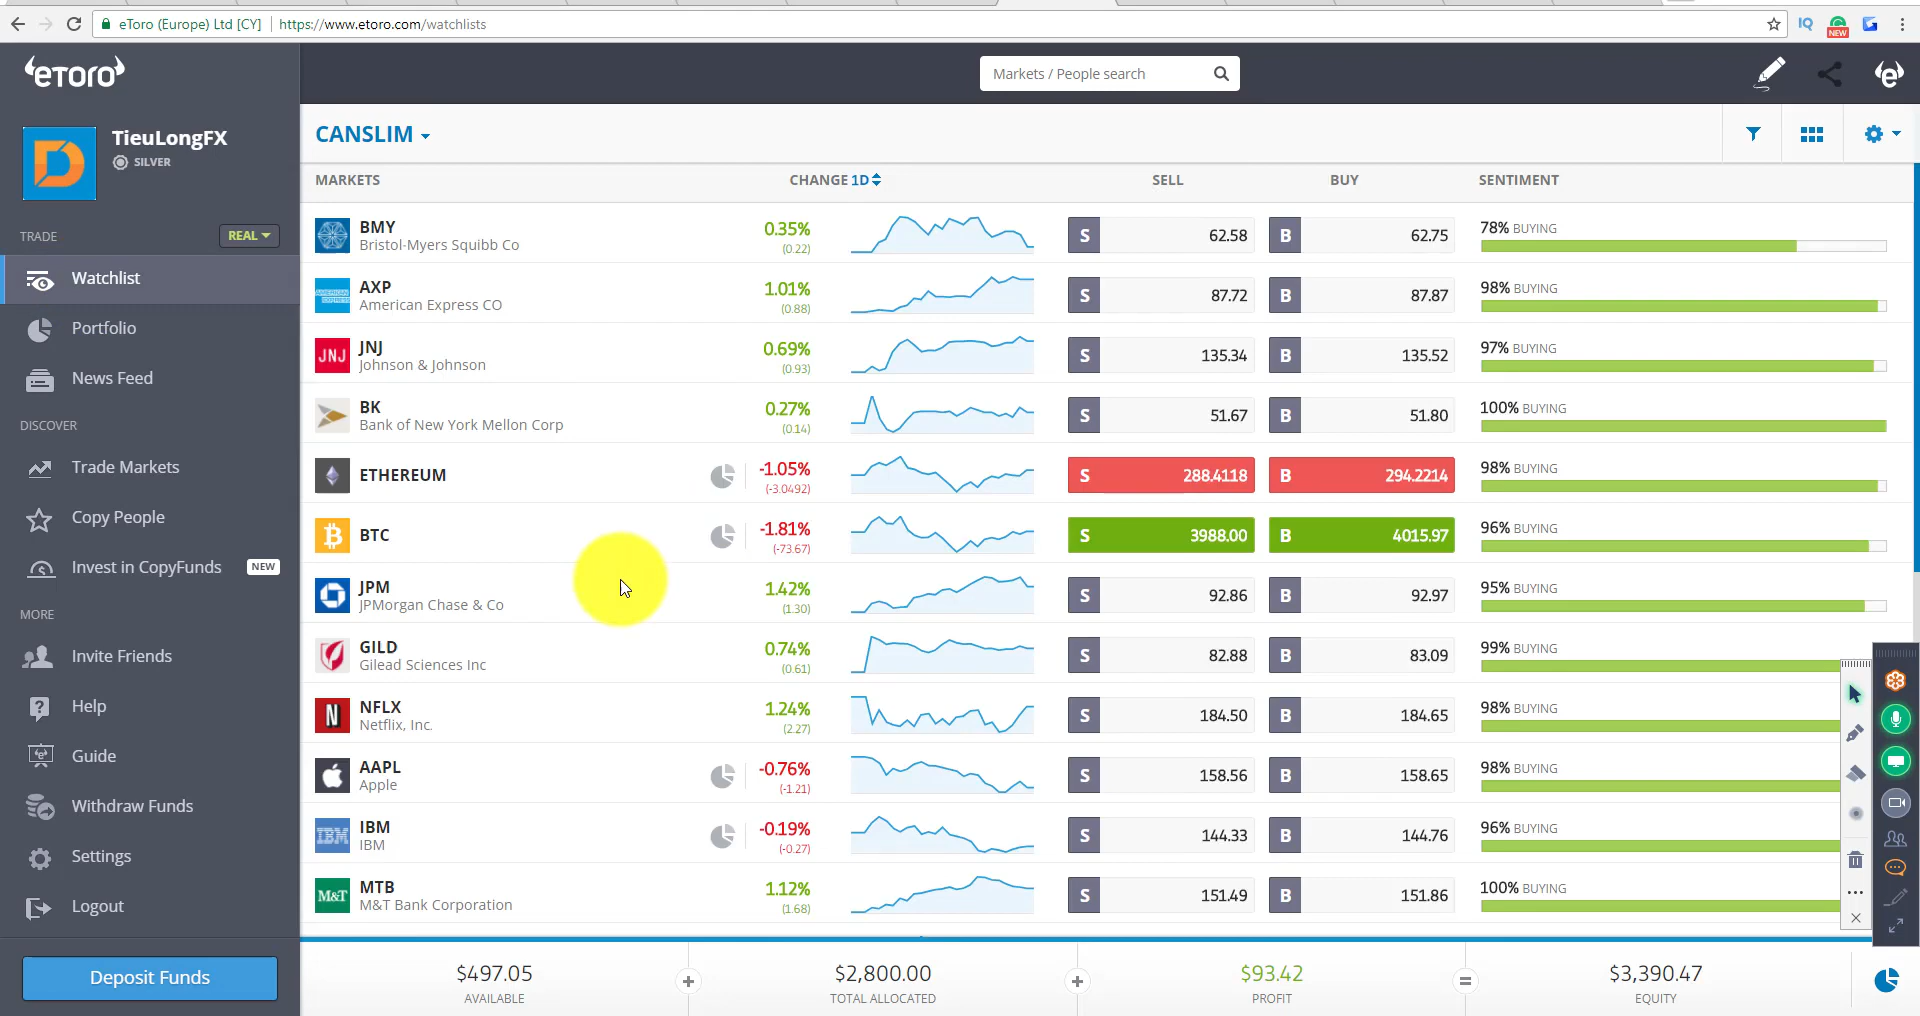 eToro (Europe) Ltd [CY] | https://www.etoro.com/watchlists
IQ
NEW
eToro
Markets / People search
TieuLongFX
SILVER
TRADE
REAL
Watchlist
Portfolio
News Feed
DISCOVER
Trade Markets
Copy People
Invest in CopyFunds NEW
MORE
Invite Friends
Help
Guide
Withdraw Funds
Settings
Logout
Deposit Funds
CANSLIM
MARKETS CHANGE 1D SELL BUY SENTIMENT
BMY 0.35% S 62.58 B 62.75 78% BUYING
Bristol-Myers Squibb Co (0.22)
AXP 1.01% S 87.72 B 87.87 98% BUYING
AMERICAN EXPRESS American Express CO (0.88)
JNJ JNJ 0.69% S 135.34 B 135.52 97% BUYING
Johnson & Johnson (0.93)
BK 0.27% S 51.67 B 51.80 100% BUYING
Bank of New York Mellon Corp (0.14)
ETHEREUM -1.05% S 288.4118 B 294.2214 98% BUYING
(-3.0492)
BTC -1.81% S 3988.00 B 4015.97 96% BUYING
(-73.67)
JPM 1.42% S 92.86 B 92.97 95% BUYING
JPMorgan Chase & Co (1.30)
GILD 0.74% S 82.88 B 83.09 99% BUYING
Gilead Sciences Inc (0.61)
N NFLX 1.24% S 184.50 B 184.65 98% BUYING
Netflix, Inc. (2.27)
AAPL -0.76% S 158.56 B 158.65 98% BUYING
Apple (-1.21)
IBM IBM -0.19% S 144.33 B 144.76 96% BUYING
IBM (-0.27)
M&T MTB 1.12% S 151.49 B 151.86 100% BUYING
M&T Bank Corporation (1.68)
$497.05 + $2,800.00 + $93.42 = $3,390.47
AVAILABLE TOTAL ALLOCATED PROFIT EQUITY